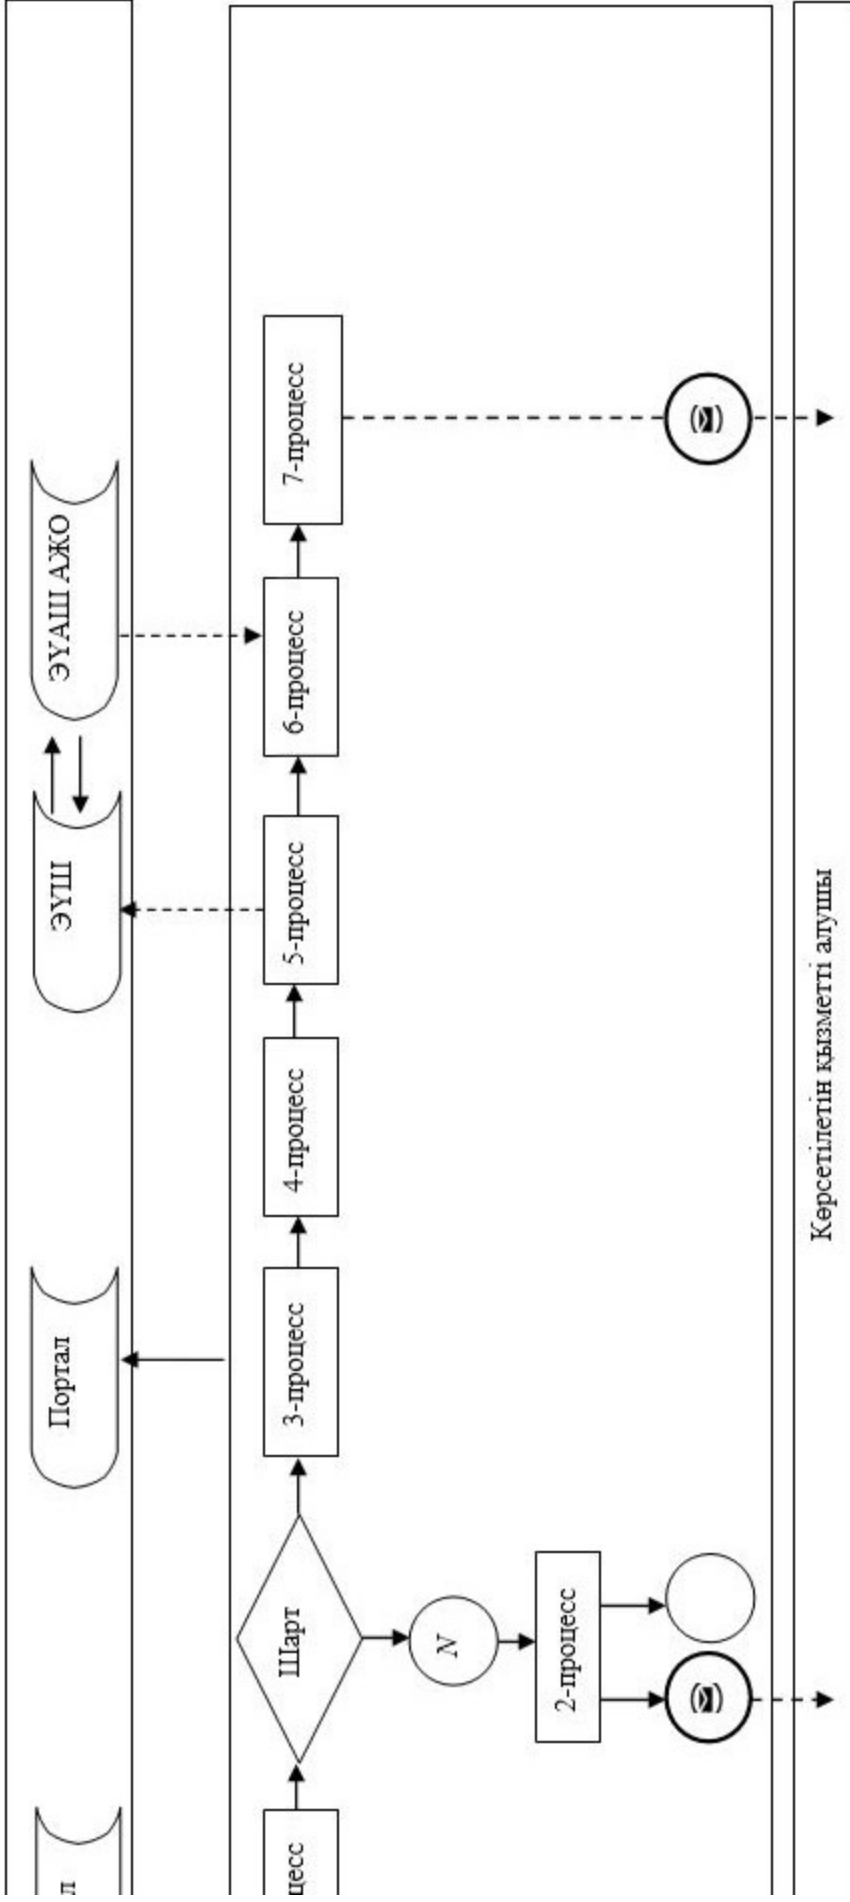 Портал
ЭҮШ
ЭҮАШ АЖО
Шарт
3-процесс
4-процесс
5-процесс
6-процесс
7-процесс
N
2-процесс
Көрсетілетін қызметті алушы